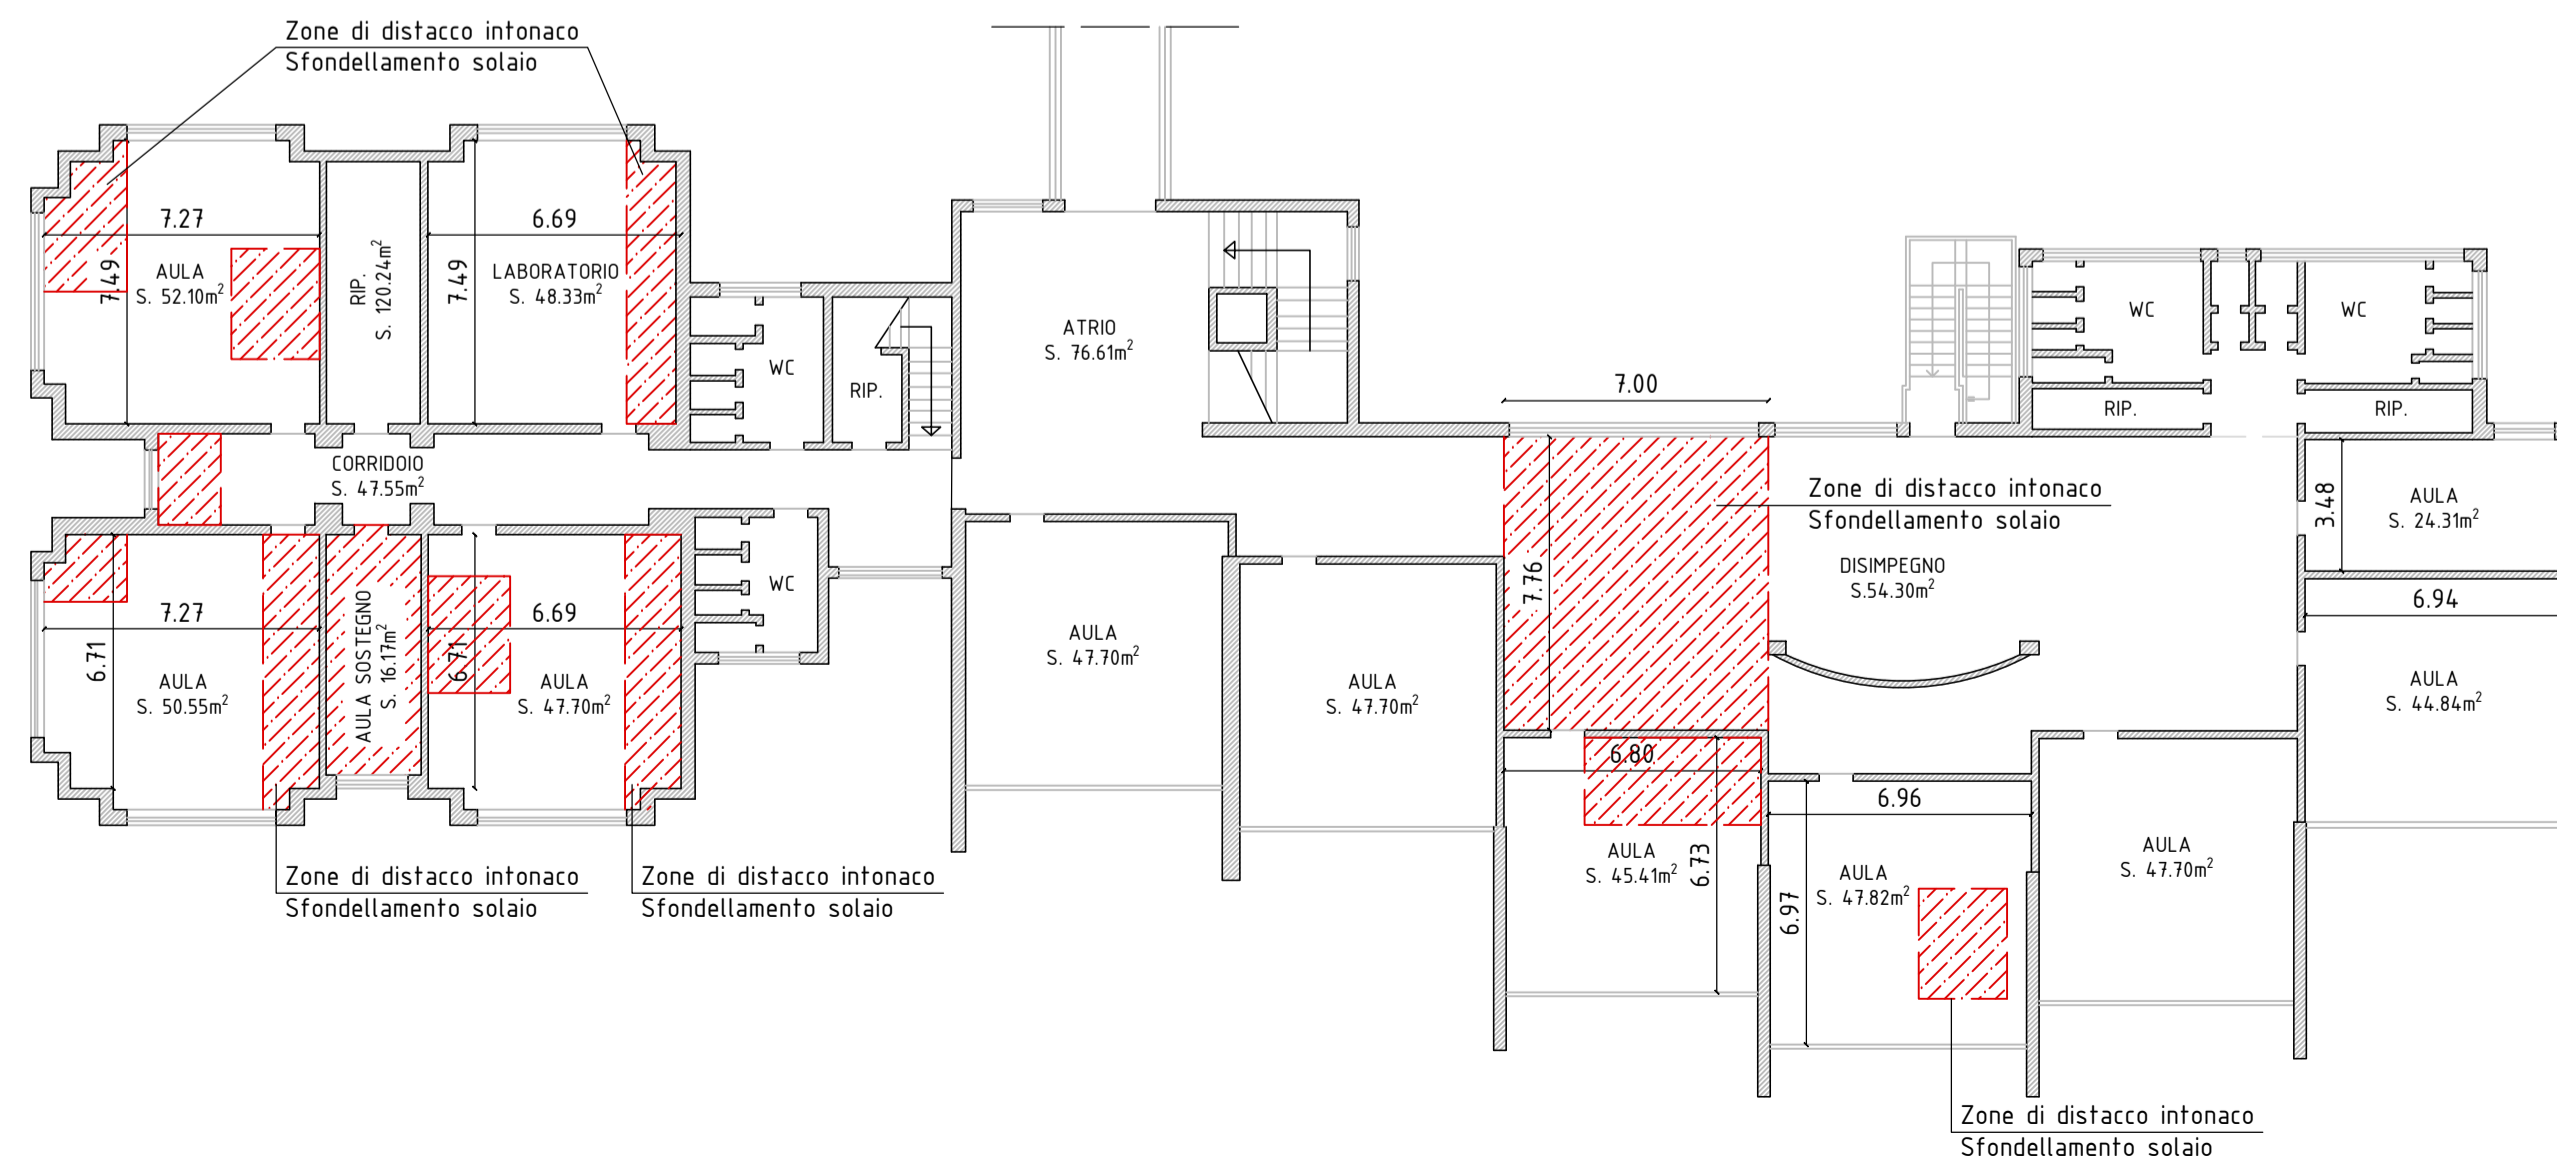 Zone di distacco intonaco
Sfondellamento solaio
7.27
7.49
AULA
S. 52.10m²
RIP.
S. 120.24m²
6.69
7.49
LABORATORIO
S. 48.33m²
WC
RIP.
ATRIO
S. 76.61m²
7.00
WC
WC
RIP.
RIP.
CORRIDOIO
S. 47.55m²
Zone di distacco intonaco
Sfondellamento solaio
3.48
AULA
S. 24.31m²
7.27
6.71
AULA
S. 50.55m²
AULA SOSTEGNO
S. 16.17m²
6.69
6.71
AULA
S. 47.70m²
WC
AULA
S. 47.70m²
AULA
S. 47.70m²
7.76
DISIMPEGNO
S.54.30m²
6.94
AULA
S. 44.84m²
6.80
AULA
S. 45.41m²
6.73
6.96
6.97
AULA
S. 47.82m²
AULA
S. 47.70m²
Zone di distacco intonaco
Sfondellamento solaio
Zone di distacco intonaco
Sfondellamento solaio
Zone di distacco intonaco
Sfondellamento solaio